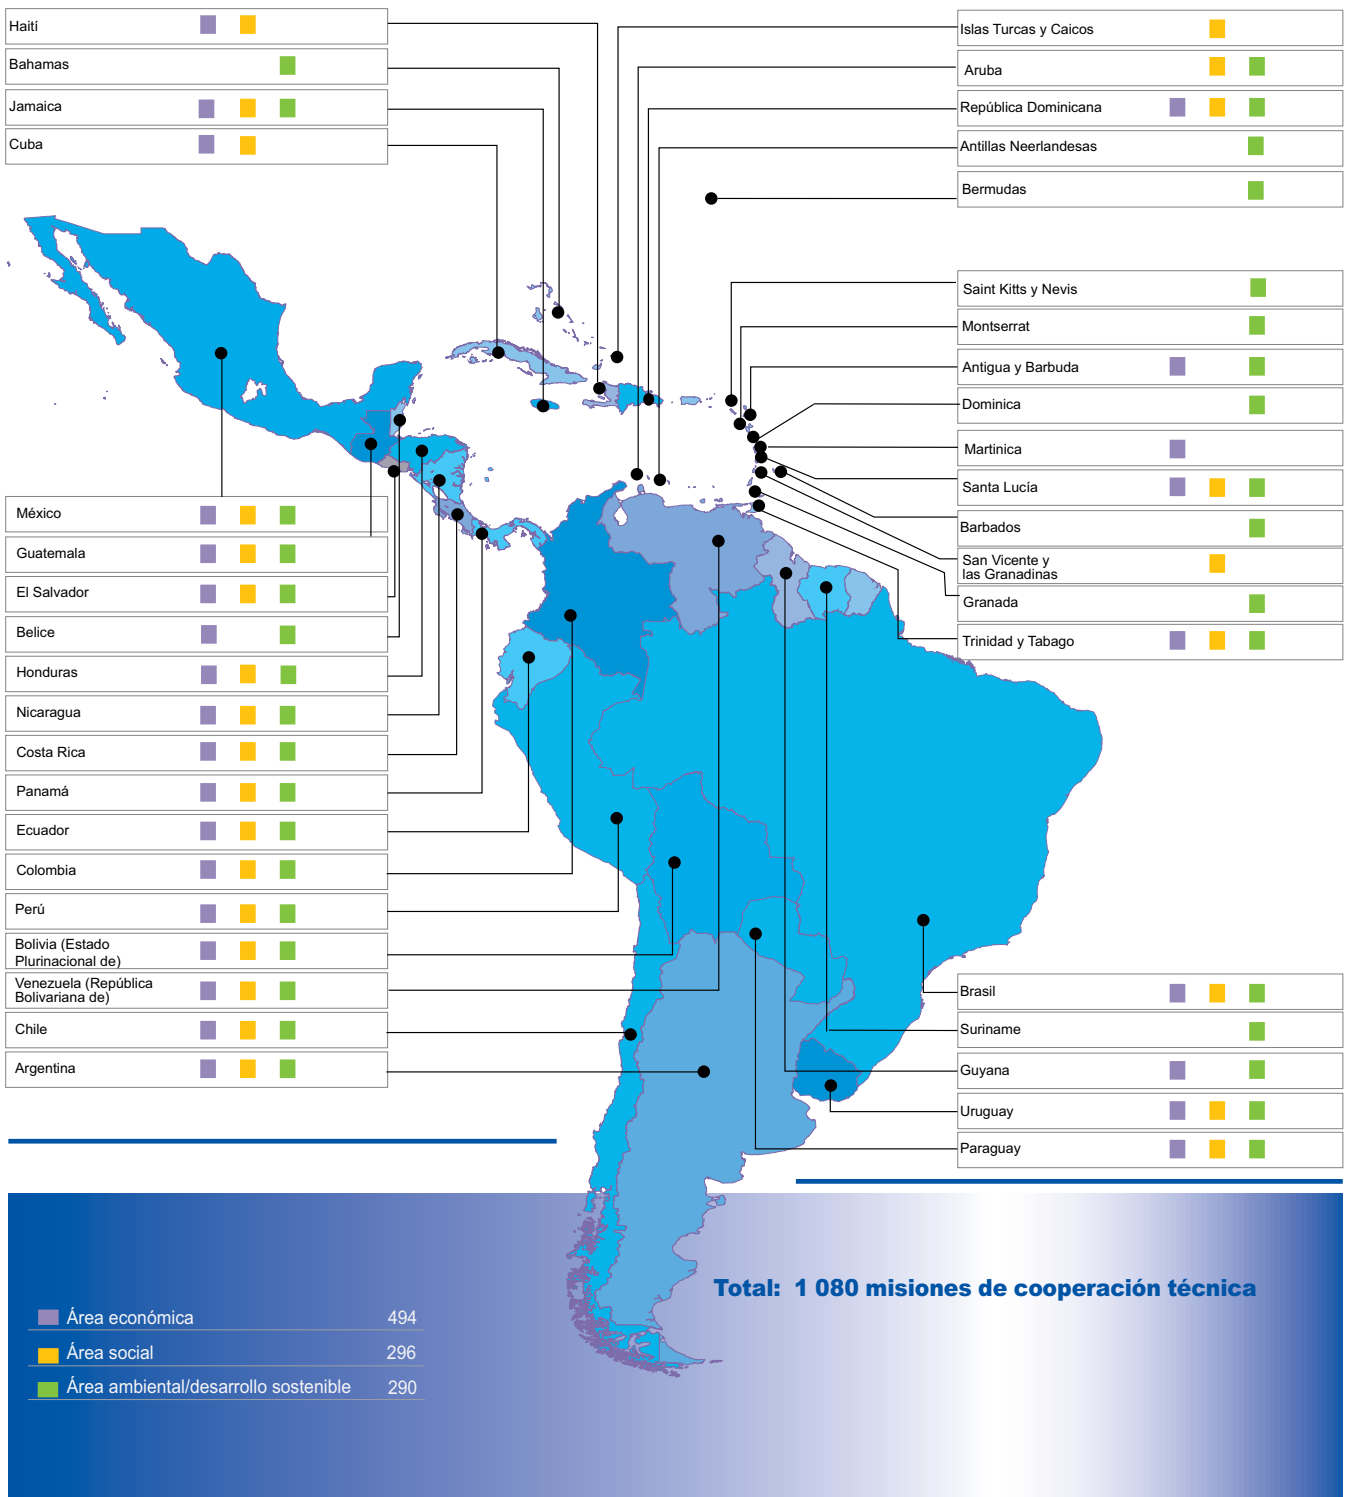 Haití
Bahamas
Jamaica
Cuba
Islas Turcas y Caicos
Aruba
República Dominicana
Antillas Neerlandesas
Bermudas
Saint Kitts y Nevis
Montserrat
Antigua y Barbuda
Dominica
Martinica
Santa Lucía
Barbados
San Vicente y
las Granadinas
Granada
Trinidad y Tabago
México
Guatemala
El Salvador
Belice
Honduras
Nicaragua
Costa Rica
Panamá
Ecuador
Colombia
Perú
Bolivia (Estado
Plurinacional de)
Venezuela (República
Bolivariana de)
Chile
Argentina
Brasil
Suriname
Guyana
Uruguay
Paraguay
Total: 1 080 misiones de cooperación técnica
Área económica 494
Área social 296
Área ambiental/desarrollo sostenible 290